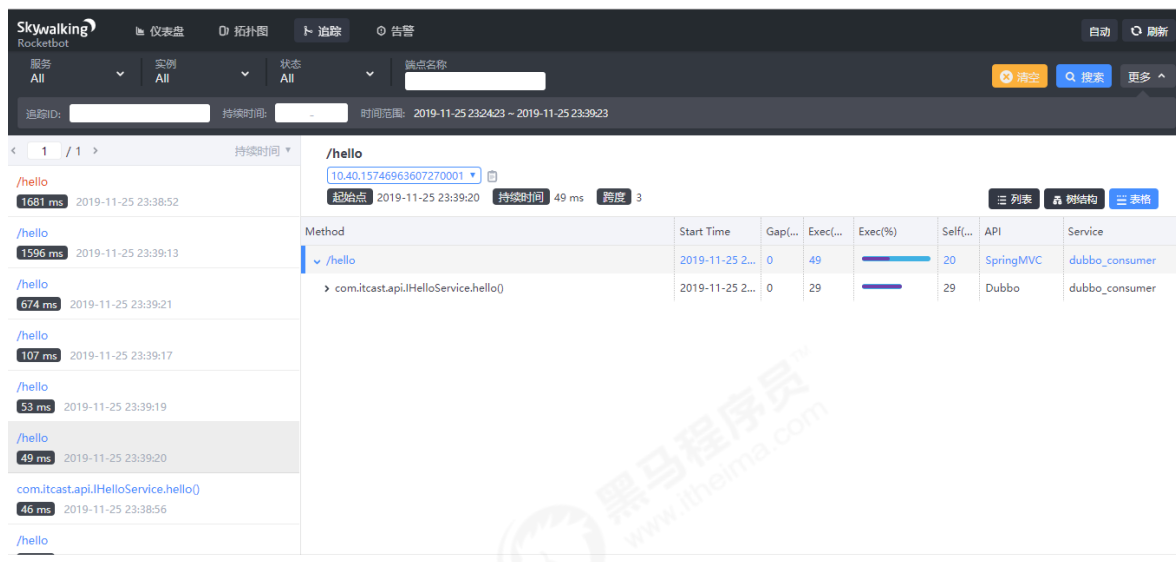 Skywalking
Rocketbot
仪表盘 拓扑图 追踪 告警 自动 刷新
服务 实例 状态 端点名称
All All All 清空 搜索 更多
追踪ID: 持续时间: - 时间范围: 2019-11-25 23:24:23 ~ 2019-11-25 23:39:23
1 / 1 持续时间
/hello
1681 ms 2019-11-25 23:38:52
/hello
1596 ms 2019-11-25 23:39:13
/hello
674 ms 2019-11-25 23:39:21
/hello
107 ms 2019-11-25 23:39:17
/hello
53 ms 2019-11-25 23:39:19
/hello
49 ms 2019-11-25 23:39:20
com.itcast.api.IHelloService.hello()
46 ms 2019-11-25 23:38:56
/hello
/hello
10.40.15746963607270001
起始点 2019-11-25 23:39:20 持续时间 49 ms 跨度 3 列表 树结构 表格
Method Start Time Gap(... Exec(... Exec(%) Self(... API Service
/hello 2019-11-25 2... 0 49 20 SpringMVC dubbo_consumer
com.itcast.api.IHelloService.hello() 2019-11-25 2... 0 29 29 Dubbo dubbo_consumer
黑马程序员 TM
www.itheima.com